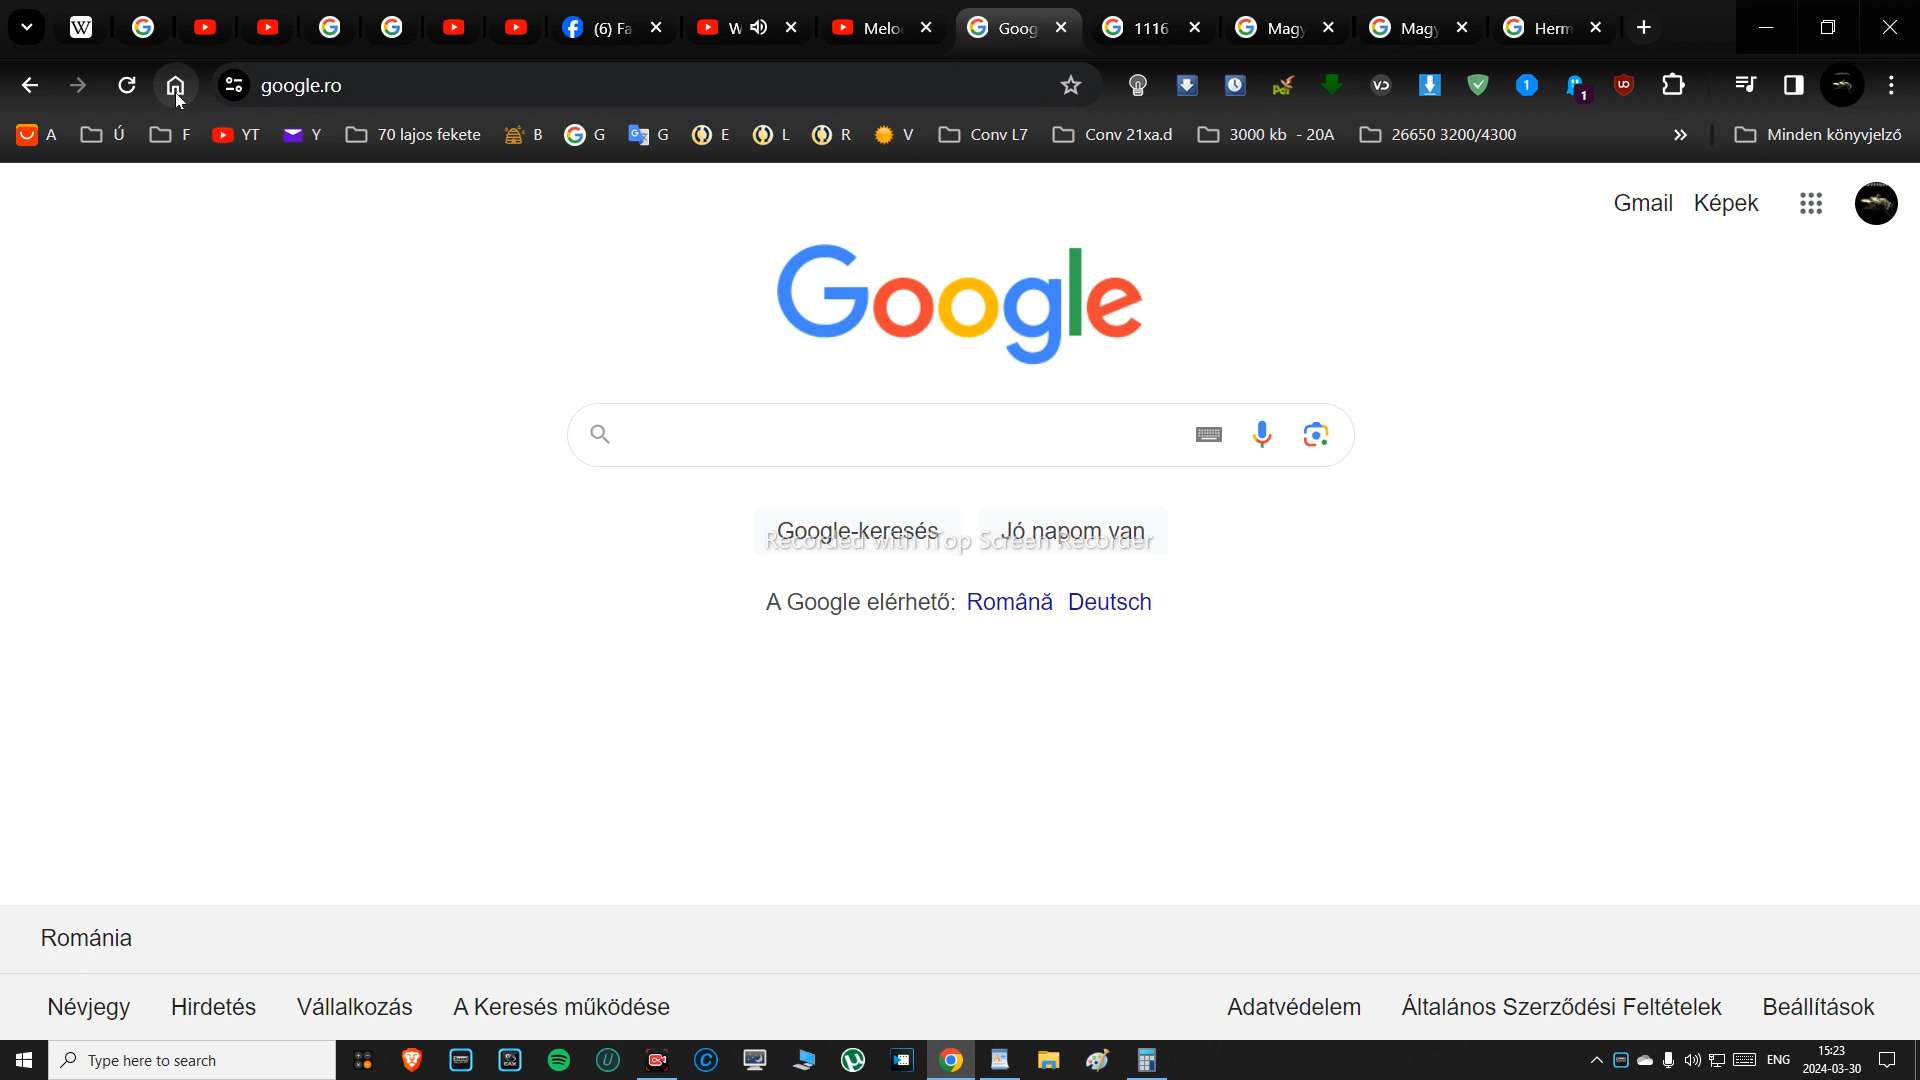 (6) Fa W Meloc Goog 1116 Magy Magy Herm
google.ro
A Ú F YT Y 70 lajos fekete B G G E L R V Conv L7 Conv 21xa.d 3000 kb - 20A 26650 3200/4300 » Minden könyvjelző
Gmail Képek
Google
Google-keresés Jó napom van
Recorded with iTop Screen Recorder
A Google elérhető: Română Deutsch
Románia
Névjegy Hirdetés Vállalkozás A Keresés működése Adatvédelem Általános Szerződési Feltételek Beállítások
Type here to search ENG 15:23
2024-03-30